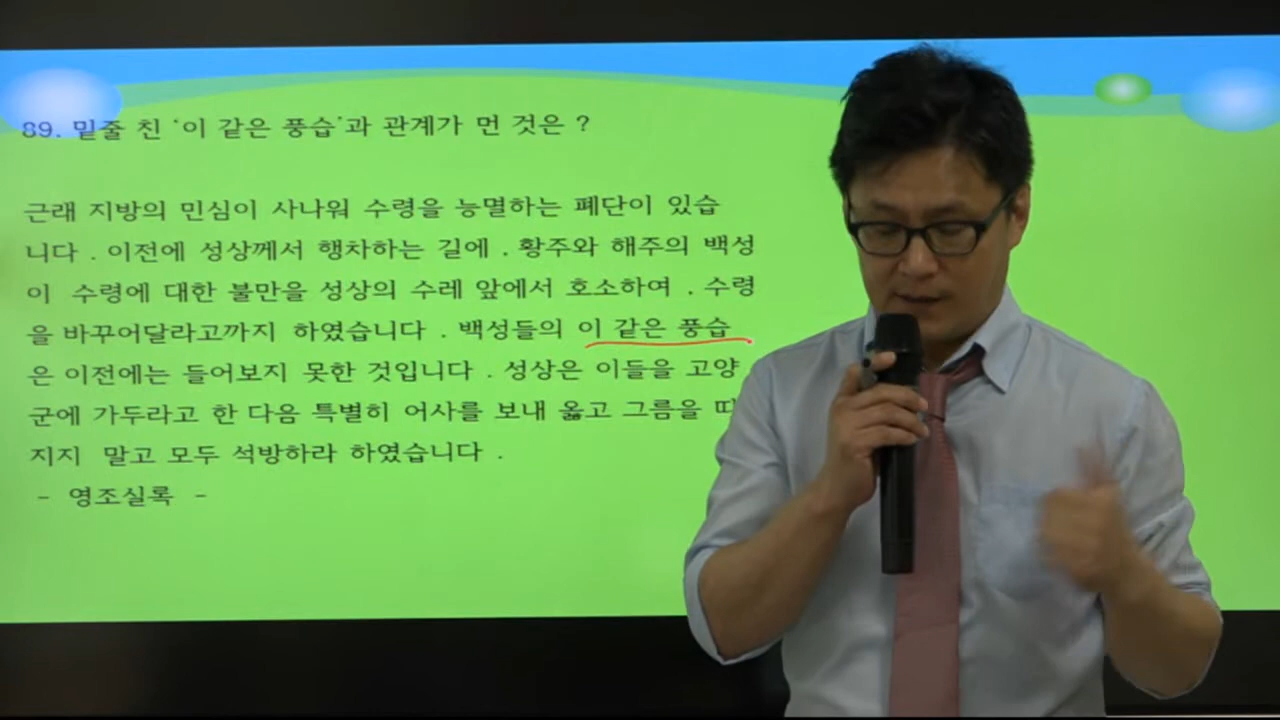 89. 밑줄 친 '이 같은 풍습'과 관계가 먼 것은 ?
근래 지방의 민심이 사나워 수령을 능멸하는 폐단이 있습
니다 . 이전에 성상께서 행차하는 길에 . 황주와 해주의 백성
이 수령에 대한 불만을 성상의 수레 앞에서 호소하여 . 수령
을 바꾸어달라고까지 하였습니다 . 백성들의 이 같은 풍습
은 이전에는 들어보지 못한 것입니다 . 성상은 이들을 고양
군에 가두라고 한 다음 특별히 어사를 보내 옳고 그름을 따
지지 말고 모두 석방하라 하였습니다 .
- 영조실록 -